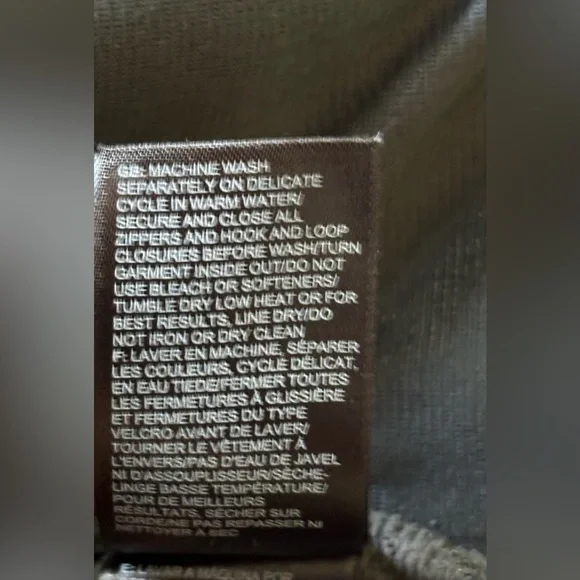 GB: MACHINE WASH
SEPARATELY ON DELICATE
CYCLE IN WARM WATER/
SECURE AND CLOSE ALL
ZIPPERS AND HOOK AND LOOP
CLOSURES BEFORE WASH/TURN
GARMENT INSIDE OUT/DO NOT
USE BLEACH OR SOFTENERS/
TUMBLE DRY LOW HEAT OR FOR
BEST RESULTS, LINE DRY/DO
NOT IRON OR DRY CLEAN
F: LAVER EN MACHINE, SÉPARER
LES COULEURS, CYCLE DÉLICAT,
EN EAU TIEDE/FERMER TOUTES
LES FERMETURES À GLISSIÈRE
ET FERMETURES DU TYPE
VELCRO AVANT DE LAVER/
TOURNER LE VÊTEMENT À
L'ENVERS/PAS D'EAU DE JAVEL
NI D'ASSOUPLISSEUR/SÈCHE-
LINGE BASSE TEMPÉRATURE/
POUR DE MEILLEURS
RÉSULTATS, SÉCHER SUR
CORDE/NE PAS REPASSER NI
NETTOYER À SEC
E: LAVAR A MÁQUINA POR